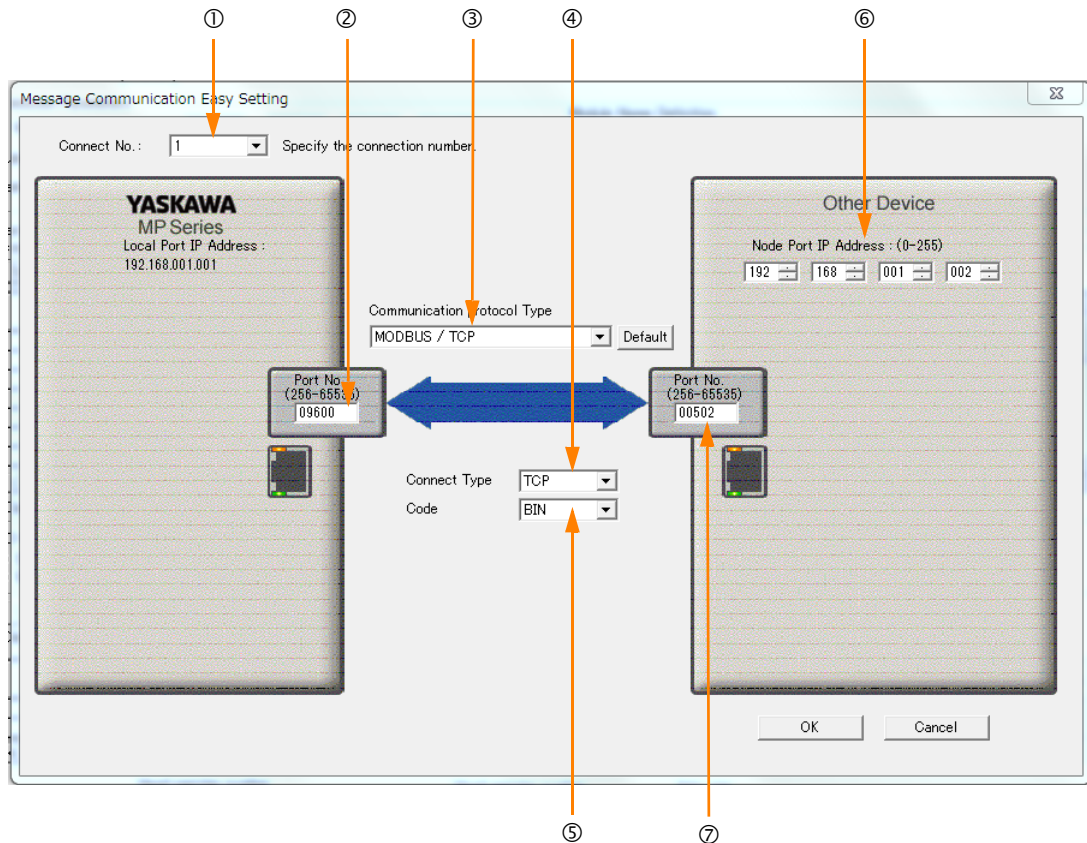 ① ② ③ ④ ⑥
Message Communication Easy Setting
Connect No.: 1 Specify the connection number.
YASKAWA
MP Series
Local Port IP Address :
192.168.001.001
Other Device
Node Port IP Address : (0-255)
192 168 001 002
Communication Protocol Type
MODBUS / TCP Default
Port No.
(256-65535)
09600
Port No.
(256-65535)
00502
Connect Type TCP
Code BIN
OK Cancel
⑤ ⑦